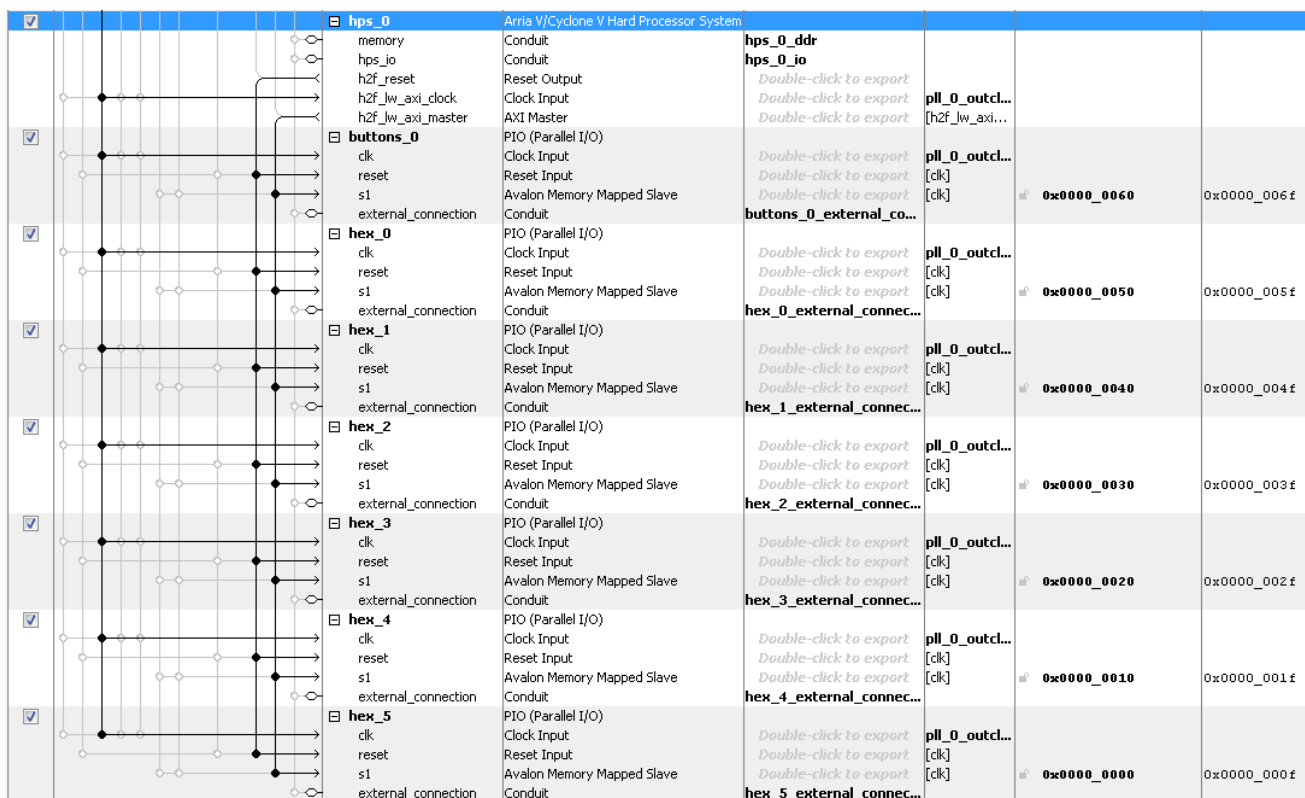 hps_0 Arria V/Cyclone V Hard Processor System
memory Conduit hps_0_ddr
hps_io Conduit hps_0_io
h2f_reset Reset Output Double-click to export
h2f_lw_axi_clock Clock Input Double-click to export pll_0_outcl...
h2f_lw_axi_master AXI Master Double-click to export [h2f_lw_axi...
buttons_0 PIO (Parallel I/O)
clk Clock Input Double-click to export pll_0_outcl...
reset Reset Input Double-click to export [clk]
s1 Avalon Memory Mapped Slave Double-click to export [clk] 0x0000_0060 0x0000_006f
external_connection Conduit buttons_0_external_co...
hex_0 PIO (Parallel I/O)
clk Clock Input Double-click to export pll_0_outcl...
reset Reset Input Double-click to export [clk]
s1 Avalon Memory Mapped Slave Double-click to export [clk] 0x0000_0050 0x0000_005f
external_connection Conduit hex_0_external_connec...
hex_1 PIO (Parallel I/O)
clk Clock Input Double-click to export pll_0_outcl...
reset Reset Input Double-click to export [clk]
s1 Avalon Memory Mapped Slave Double-click to export [clk] 0x0000_0040 0x0000_004f
external_connection Conduit hex_1_external_connec...
hex_2 PIO (Parallel I/O)
clk Clock Input Double-click to export pll_0_outcl...
reset Reset Input Double-click to export [clk]
s1 Avalon Memory Mapped Slave Double-click to export [clk] 0x0000_0030 0x0000_003f
external_connection Conduit hex_2_external_connec...
hex_3 PIO (Parallel I/O)
clk Clock Input Double-click to export pll_0_outcl...
reset Reset Input Double-click to export [clk]
s1 Avalon Memory Mapped Slave Double-click to export [clk] 0x0000_0020 0x0000_002f
external_connection Conduit hex_3_external_connec...
hex_4 PIO (Parallel I/O)
clk Clock Input Double-click to export pll_0_outcl...
reset Reset Input Double-click to export [clk]
s1 Avalon Memory Mapped Slave Double-click to export [clk] 0x0000_0010 0x0000_001f
external_connection Conduit hex_4_external_connec...
hex_5 PIO (Parallel I/O)
clk Clock Input Double-click to export pll_0_outcl...
reset Reset Input Double-click to export [clk]
s1 Avalon Memory Mapped Slave Double-click to export [clk] 0x0000_0000 0x0000_000f
external_connection Conduit hex_5_external_connec...